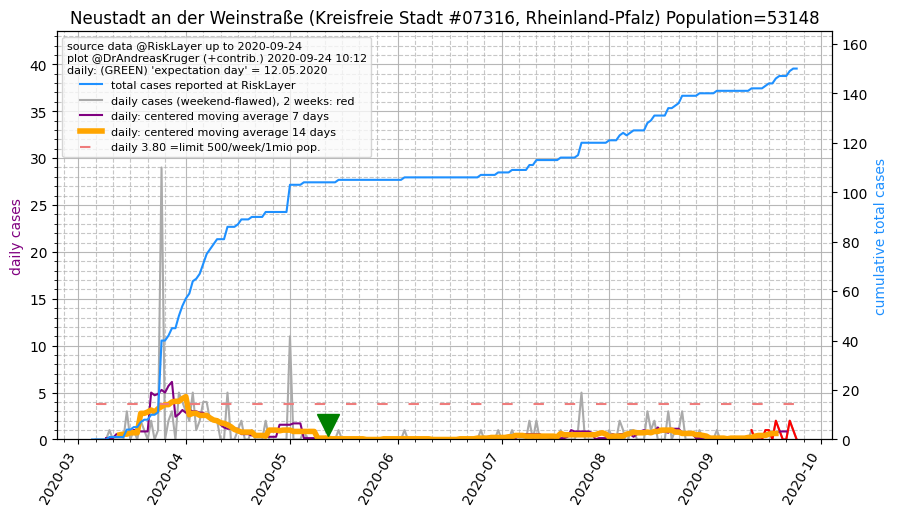 Neustadt an der Weinstraße (Kreisfreie Stadt #07316, Rheinland-Pfalz) Population=53148
source data @RiskLayer up to 2020-09-24
plot @DrAndreasKruger (+contrib.) 2020-09-24 10:12
daily: (GREEN) 'expectation day' = 12.05.2020
total cases reported at RiskLayer
daily cases (weekend-flawed), 2 weeks: red
daily: centered moving average 7 days
daily: centered moving average 14 days
daily 3.80 =limit 500/week/1mio pop.
daily cases
40
35
30
25
20
15
10
5
0
cumulative total cases
160
140
120
100
80
60
40
20
0
2020-03
2020-04
2020-05
2020-06
2020-07
2020-08
2020-09
2020-10